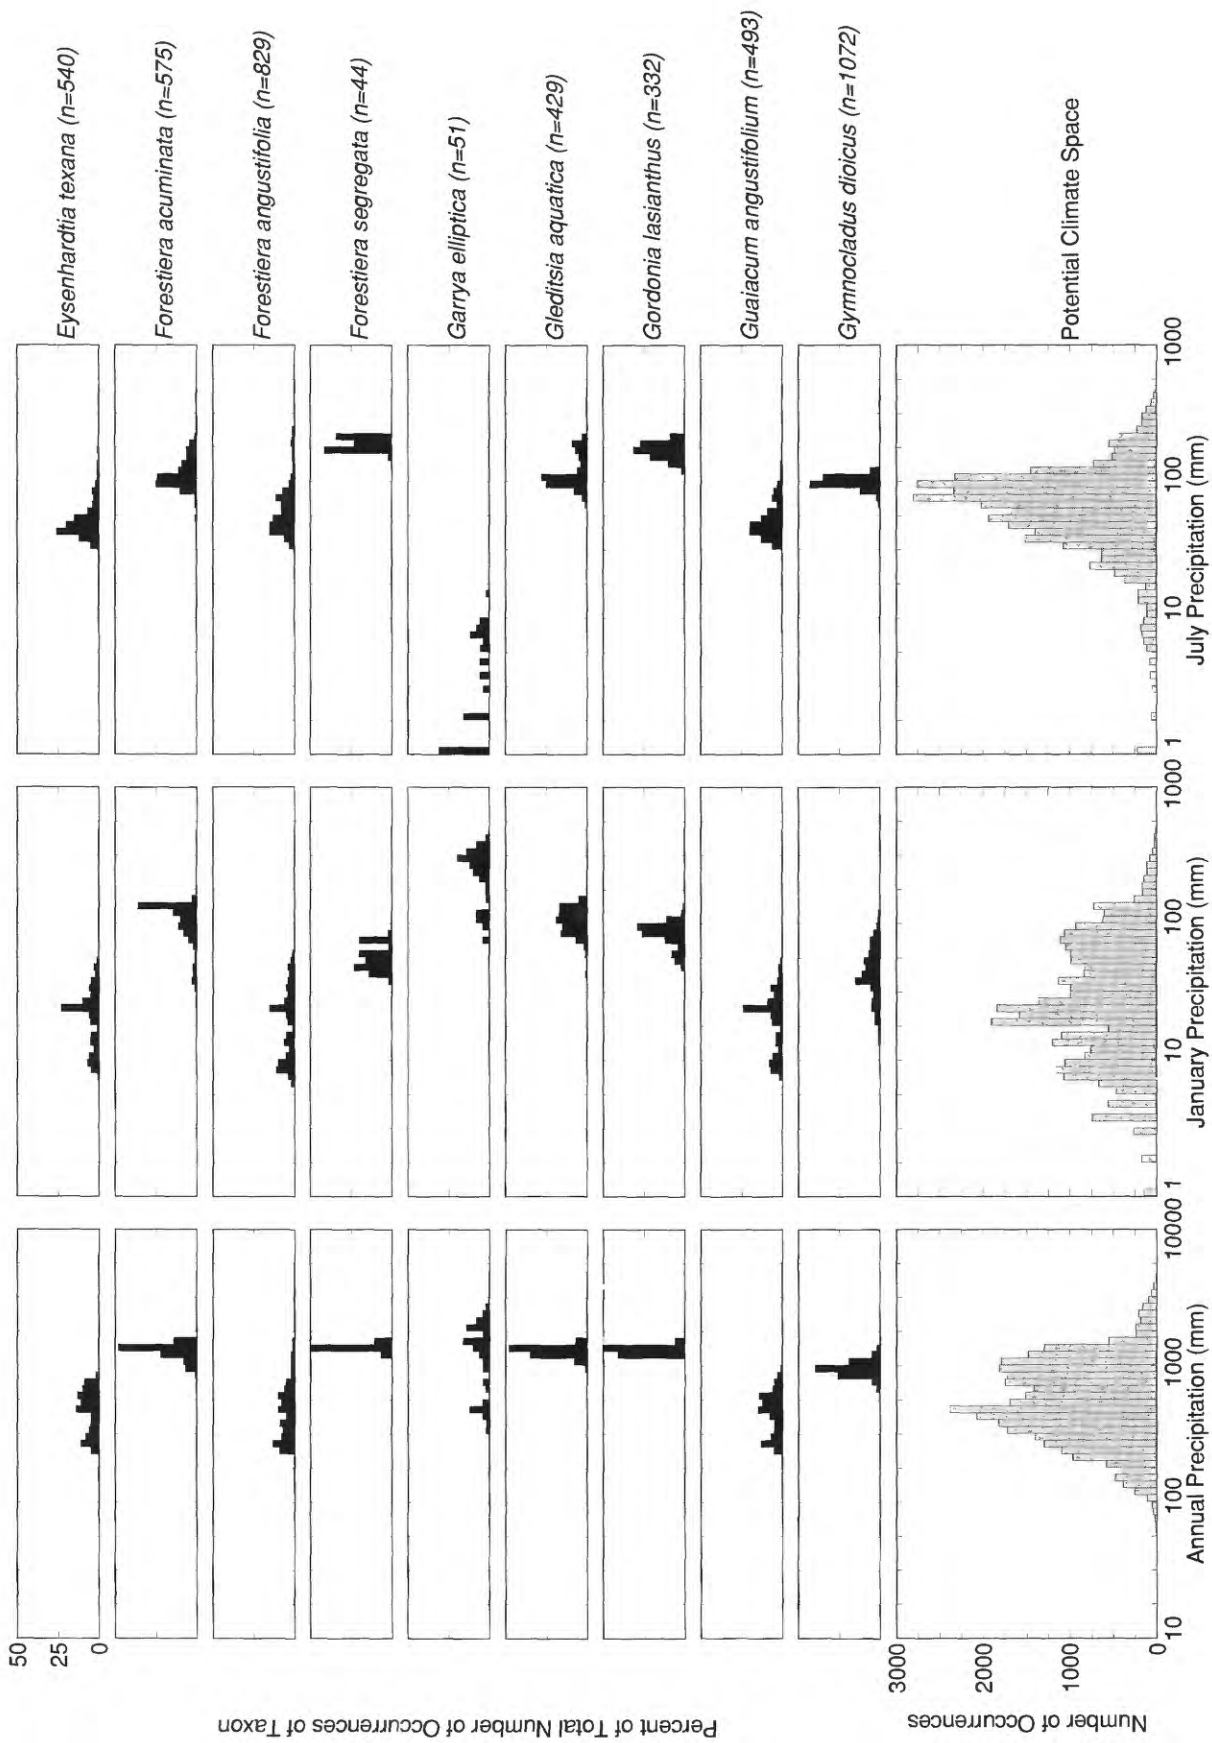 Eysenhardtia texana (n=540)
Forestiera acuminata (n=575)
Forestiera angustifolia (n=829)
Forestiera segregata (n=44)
Garrya elliptica (n=51)
Gleditsia aquatica (n=429)
Gordonia lasianthus (n=332)
Guaiacum angustifolium (n=493)
Gymnocladus dioicus (n=1072)
Potential Climate Space
50
25
0
Percent of Total Number of Occurrences of Taxon
3000
2000
1000
0
Number of Occurrences
10 100 1000 10000
Annual Precipitation (mm)
1 10 100 1000
January Precipitation (mm)
1 10 100 1000
July Precipitation (mm)